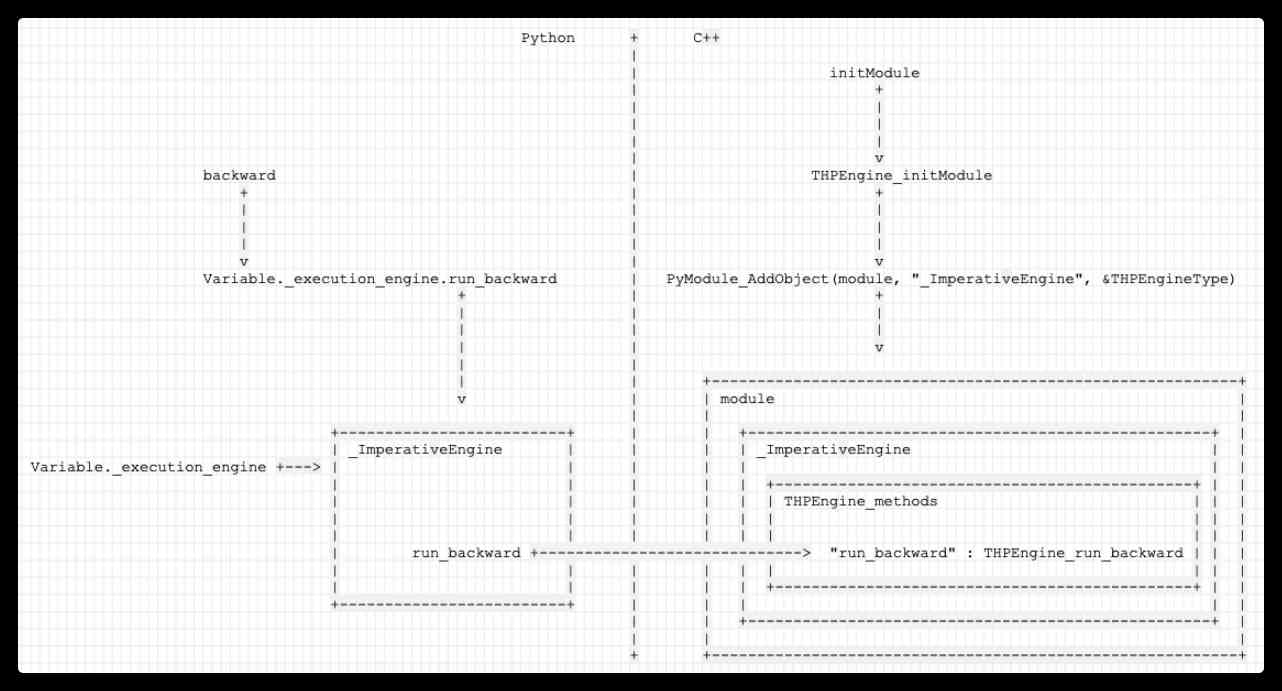 Python + C++
initModule
backward
THPEngine_initModule
Variable._execution_engine.run_backward
PyModule_AddObject(module, "_ImperativeEngine", &THPEngineType)
module
_ImperativeEngine
_ImperativeEngine
Variable._execution_engine +--->
THPEngine_methods
run_backward +-----------------------------> "run_backward" : THPEngine_run_backward